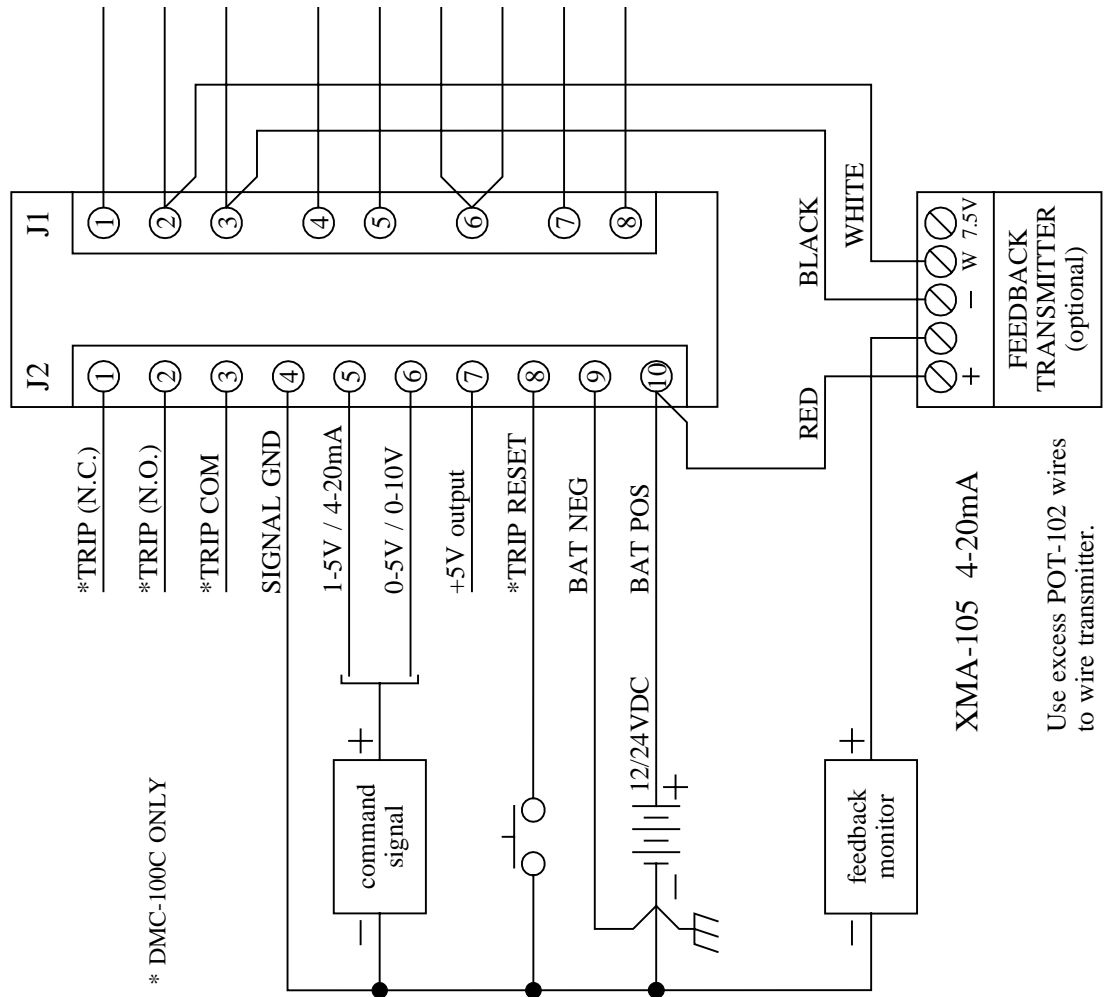 J1
1
2
3
4
5
6
7
8
J2
1
2
3
4
5
6
7
8
9
10
*TRIP (N.C.)
*TRIP (N.O.)
*TRIP COM
SIGNAL GND
1-5V / 4-20mA
0-5V / 0-10V
+5V output
*TRIP RESET
BAT NEG
BAT POS
12/24VDC
+
−
* DMC-100C ONLY
+
command
signal
−
+
feedback
monitor
−
RED
BLACK
WHITE
+
−
W
7.5V
FEEDBACK
TRANSMITTER
(optional)
XMA-105 4-20mA
Use excess POT-102 wires
to wire transmitter.